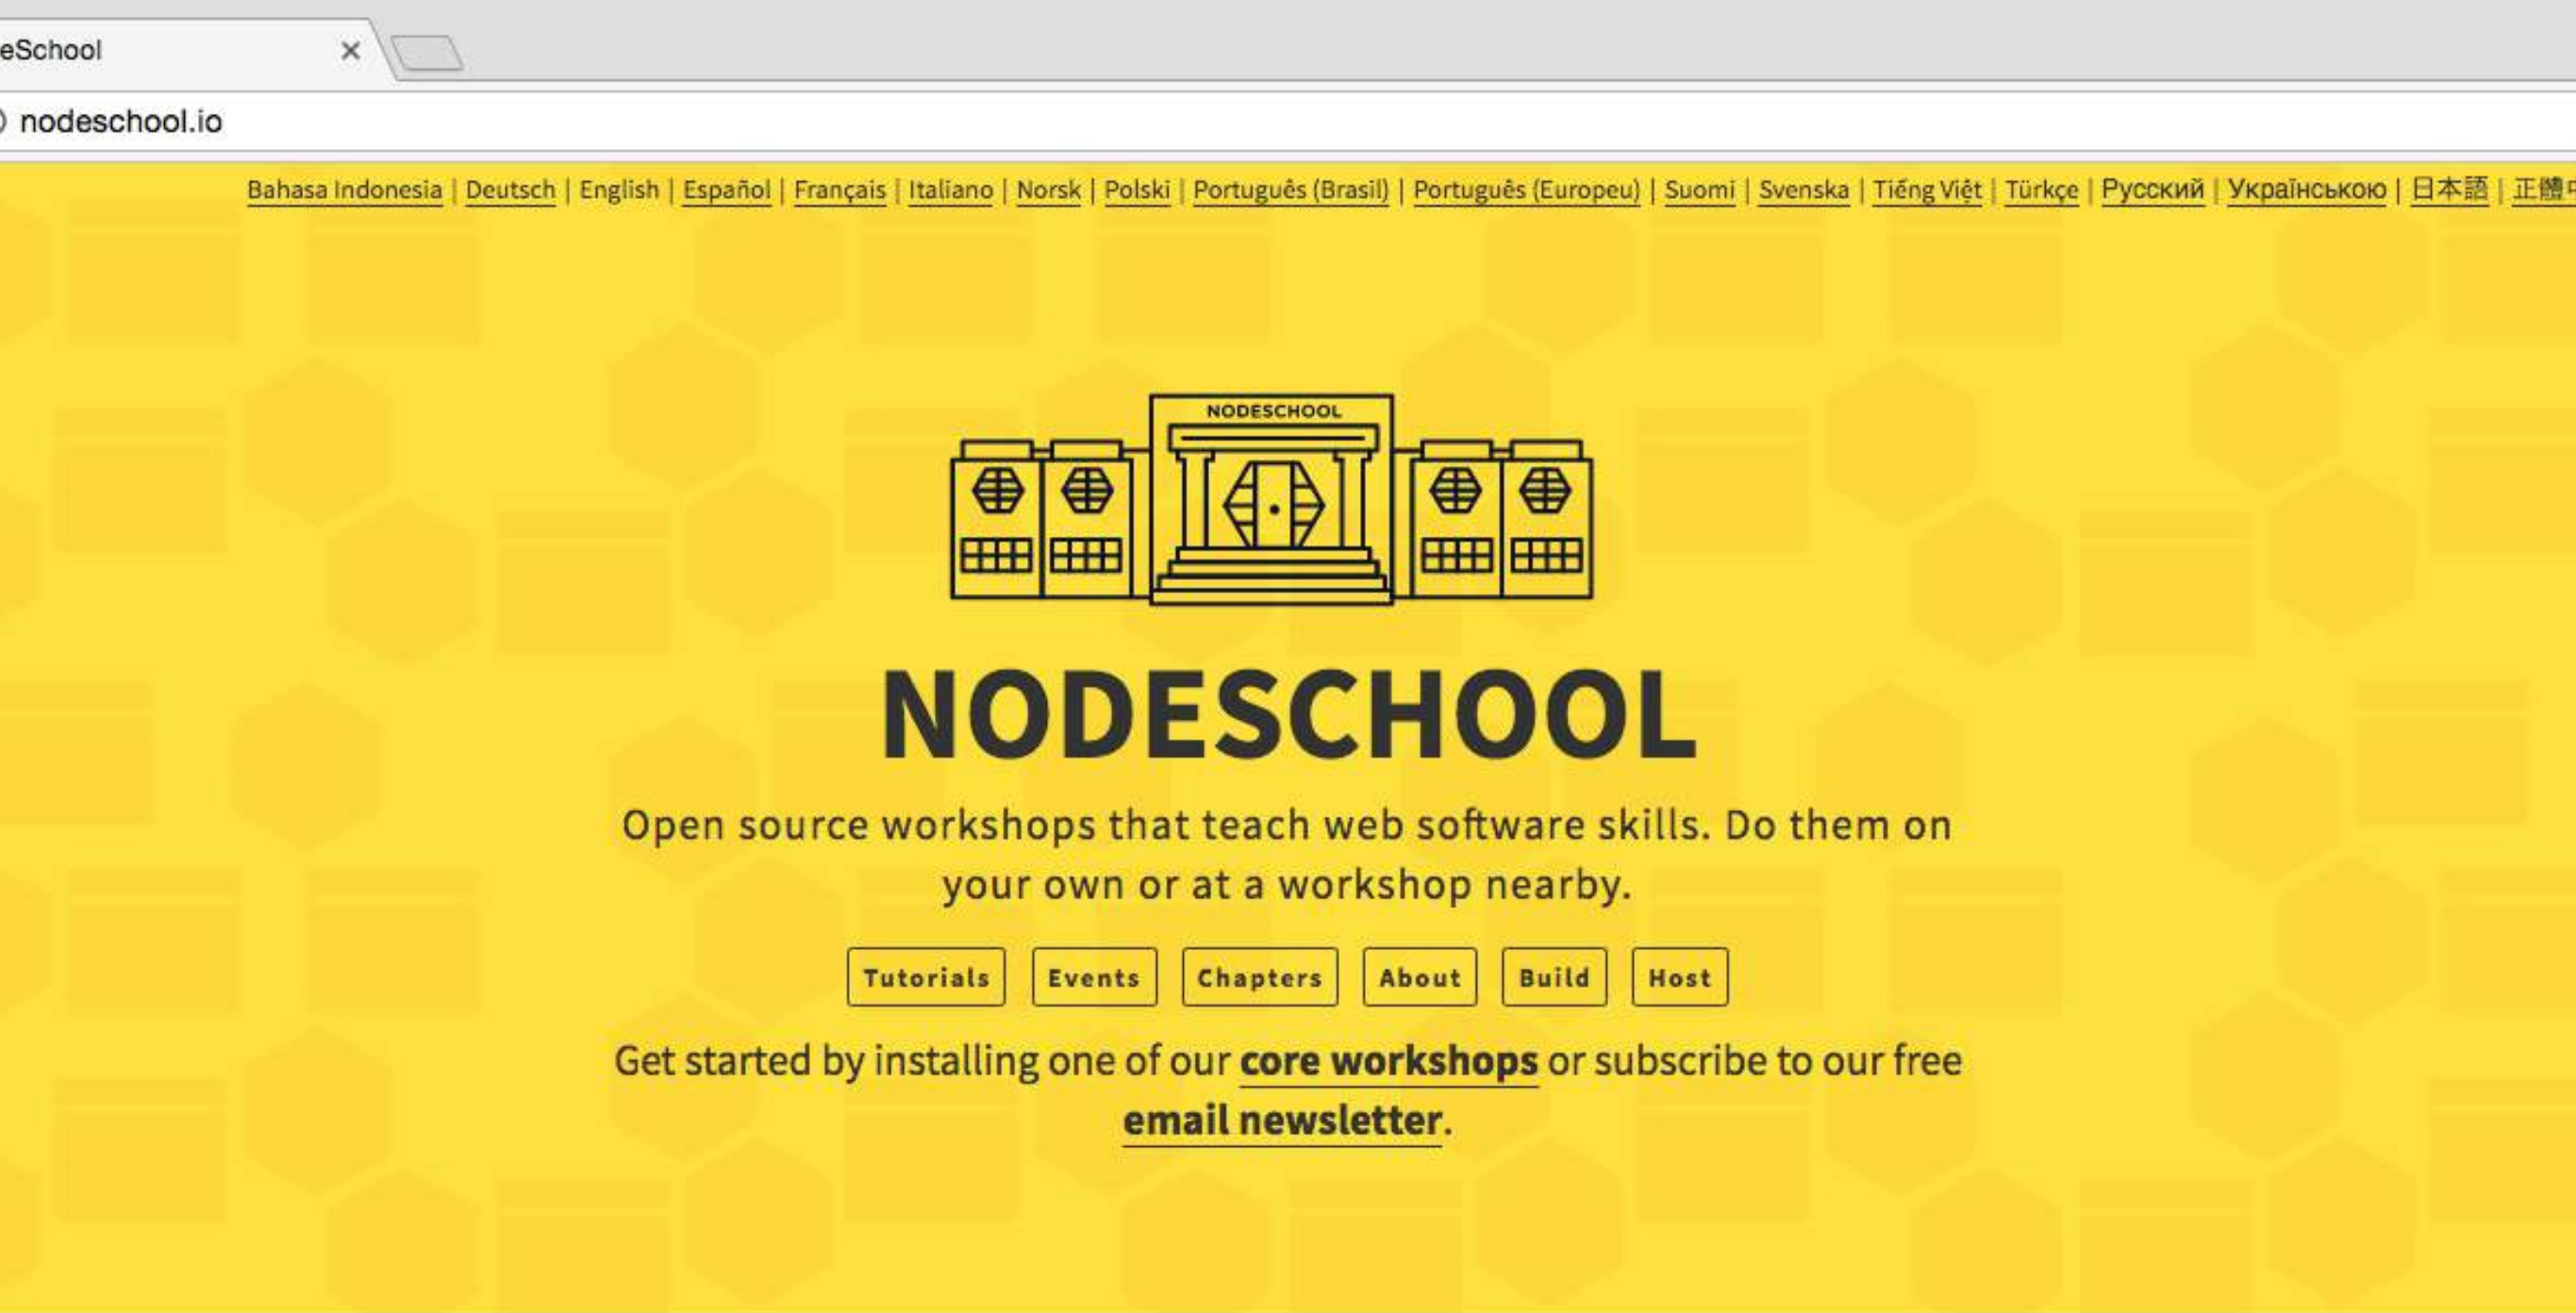 eSchool
nodeschool.io
Bahasa Indonesia | Deutsch | English | Español | Français | Italiano | Norsk | Polski | Português (Brasil) | Português (Europeu) | Suomi | Svenska | Tiếng Việt | Türkçe | Русский | Українською | 日本語 | 正體
NODESCHOOL
NODESCHOOL
Open source workshops that teach web software skills. Do them on
your own or at a workshop nearby.
Tutorials Events Chapters About Build Host
Get started by installing one of our core workshops or subscribe to our free
email newsletter.